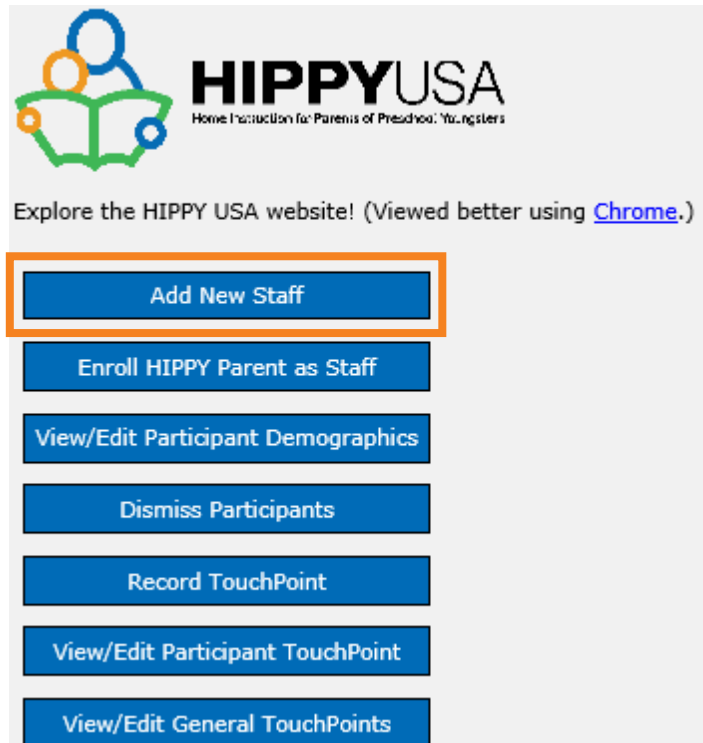 HIPPYUSA
Home Instruction for Parents of Preschool Youngsters
Explore the HIPPY USA website! (Viewed better using Chrome.)
Add New Staff
Enroll HIPPY Parent as Staff
View/Edit Participant Demographics
Dismiss Participants
Record TouchPoint
View/Edit Participant TouchPoint
View/Edit General TouchPoints